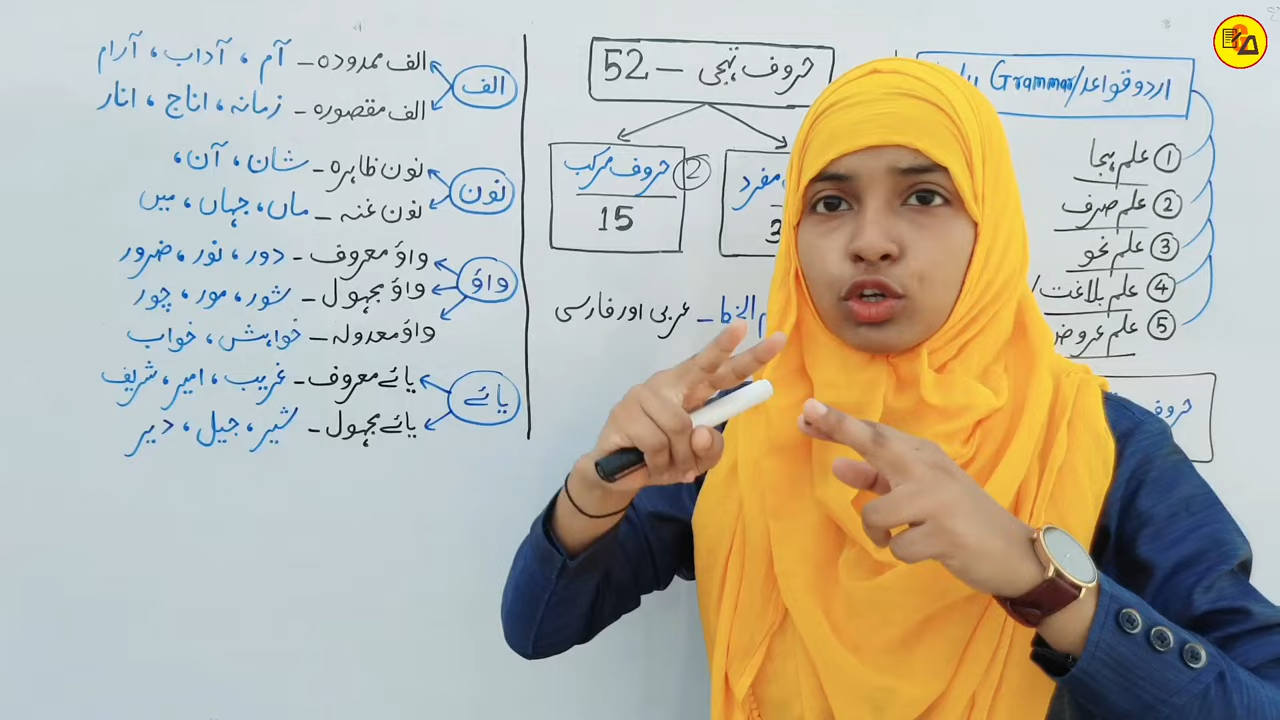 اردو قواعد/Grammar
① علم ہجا
② علم صرف
③ علم نحو
④ علم بلاغت/
⑤ علم عروض
حروف
حروف تہجی – 52
مفرد
3
② حروف مرکب
15
عربی اور فارسی
الف
الف ممدودہ – آم ، آداب ، آرام
الف مقصورہ – زمانہ ، اناج ، انار
نون
نون ظاہرہ – شان ، آن ،
نون غنہ – ماں ، جہاں ، میں
واؤ
واؤ معروف – دور ، نور ، ضرور
واؤ مجہول – شور ، مور ، چور
واؤ معدولہ – خواہش ، خواب
یائے
یائے معروف – غریب ، امیر ، شریف
یائے مجہول – شیر ، جیل ، دیر